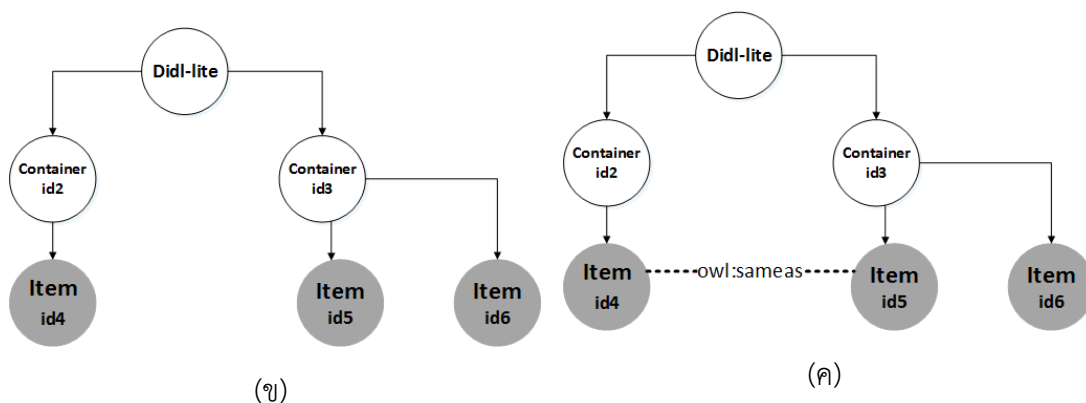 Didl-lite
Container
id2
Container
id3
Item
id4
Item
id5
Item
id6
(ข)
Didl-lite
Container
id2
Container
id3
Item
id4
owl:sameas
Item
id5
Item
id6
(ค)